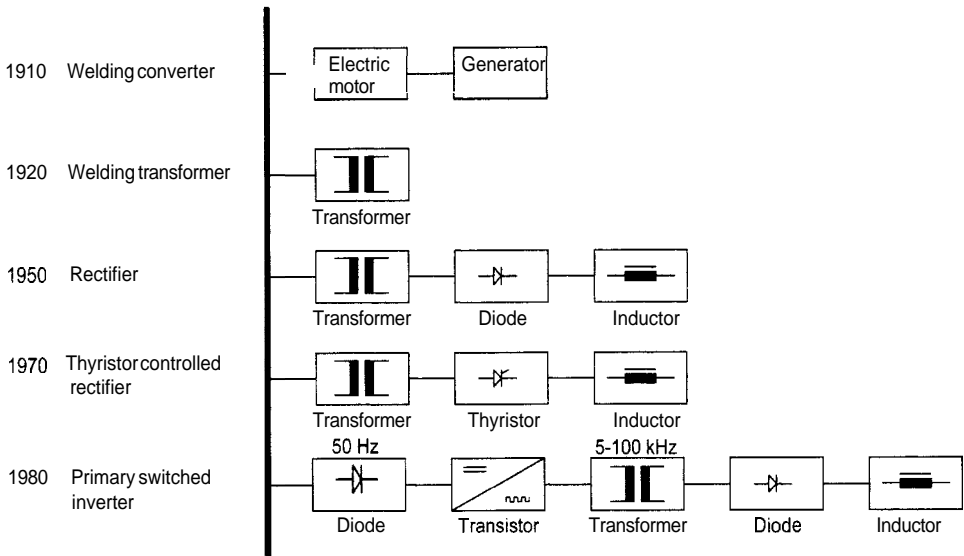 1910 Welding converter
Electric
motor
Generator
1920 Welding transformer
Transformer
1950 Rectifier
Transformer Diode Inductor
1970 Thyristor controlled
rectifier
Transformer Thyristor Inductor
50 Hz 5-100 kHz
1980 Primary switched
inverter
Diode Transistor Transformer Diode Inductor